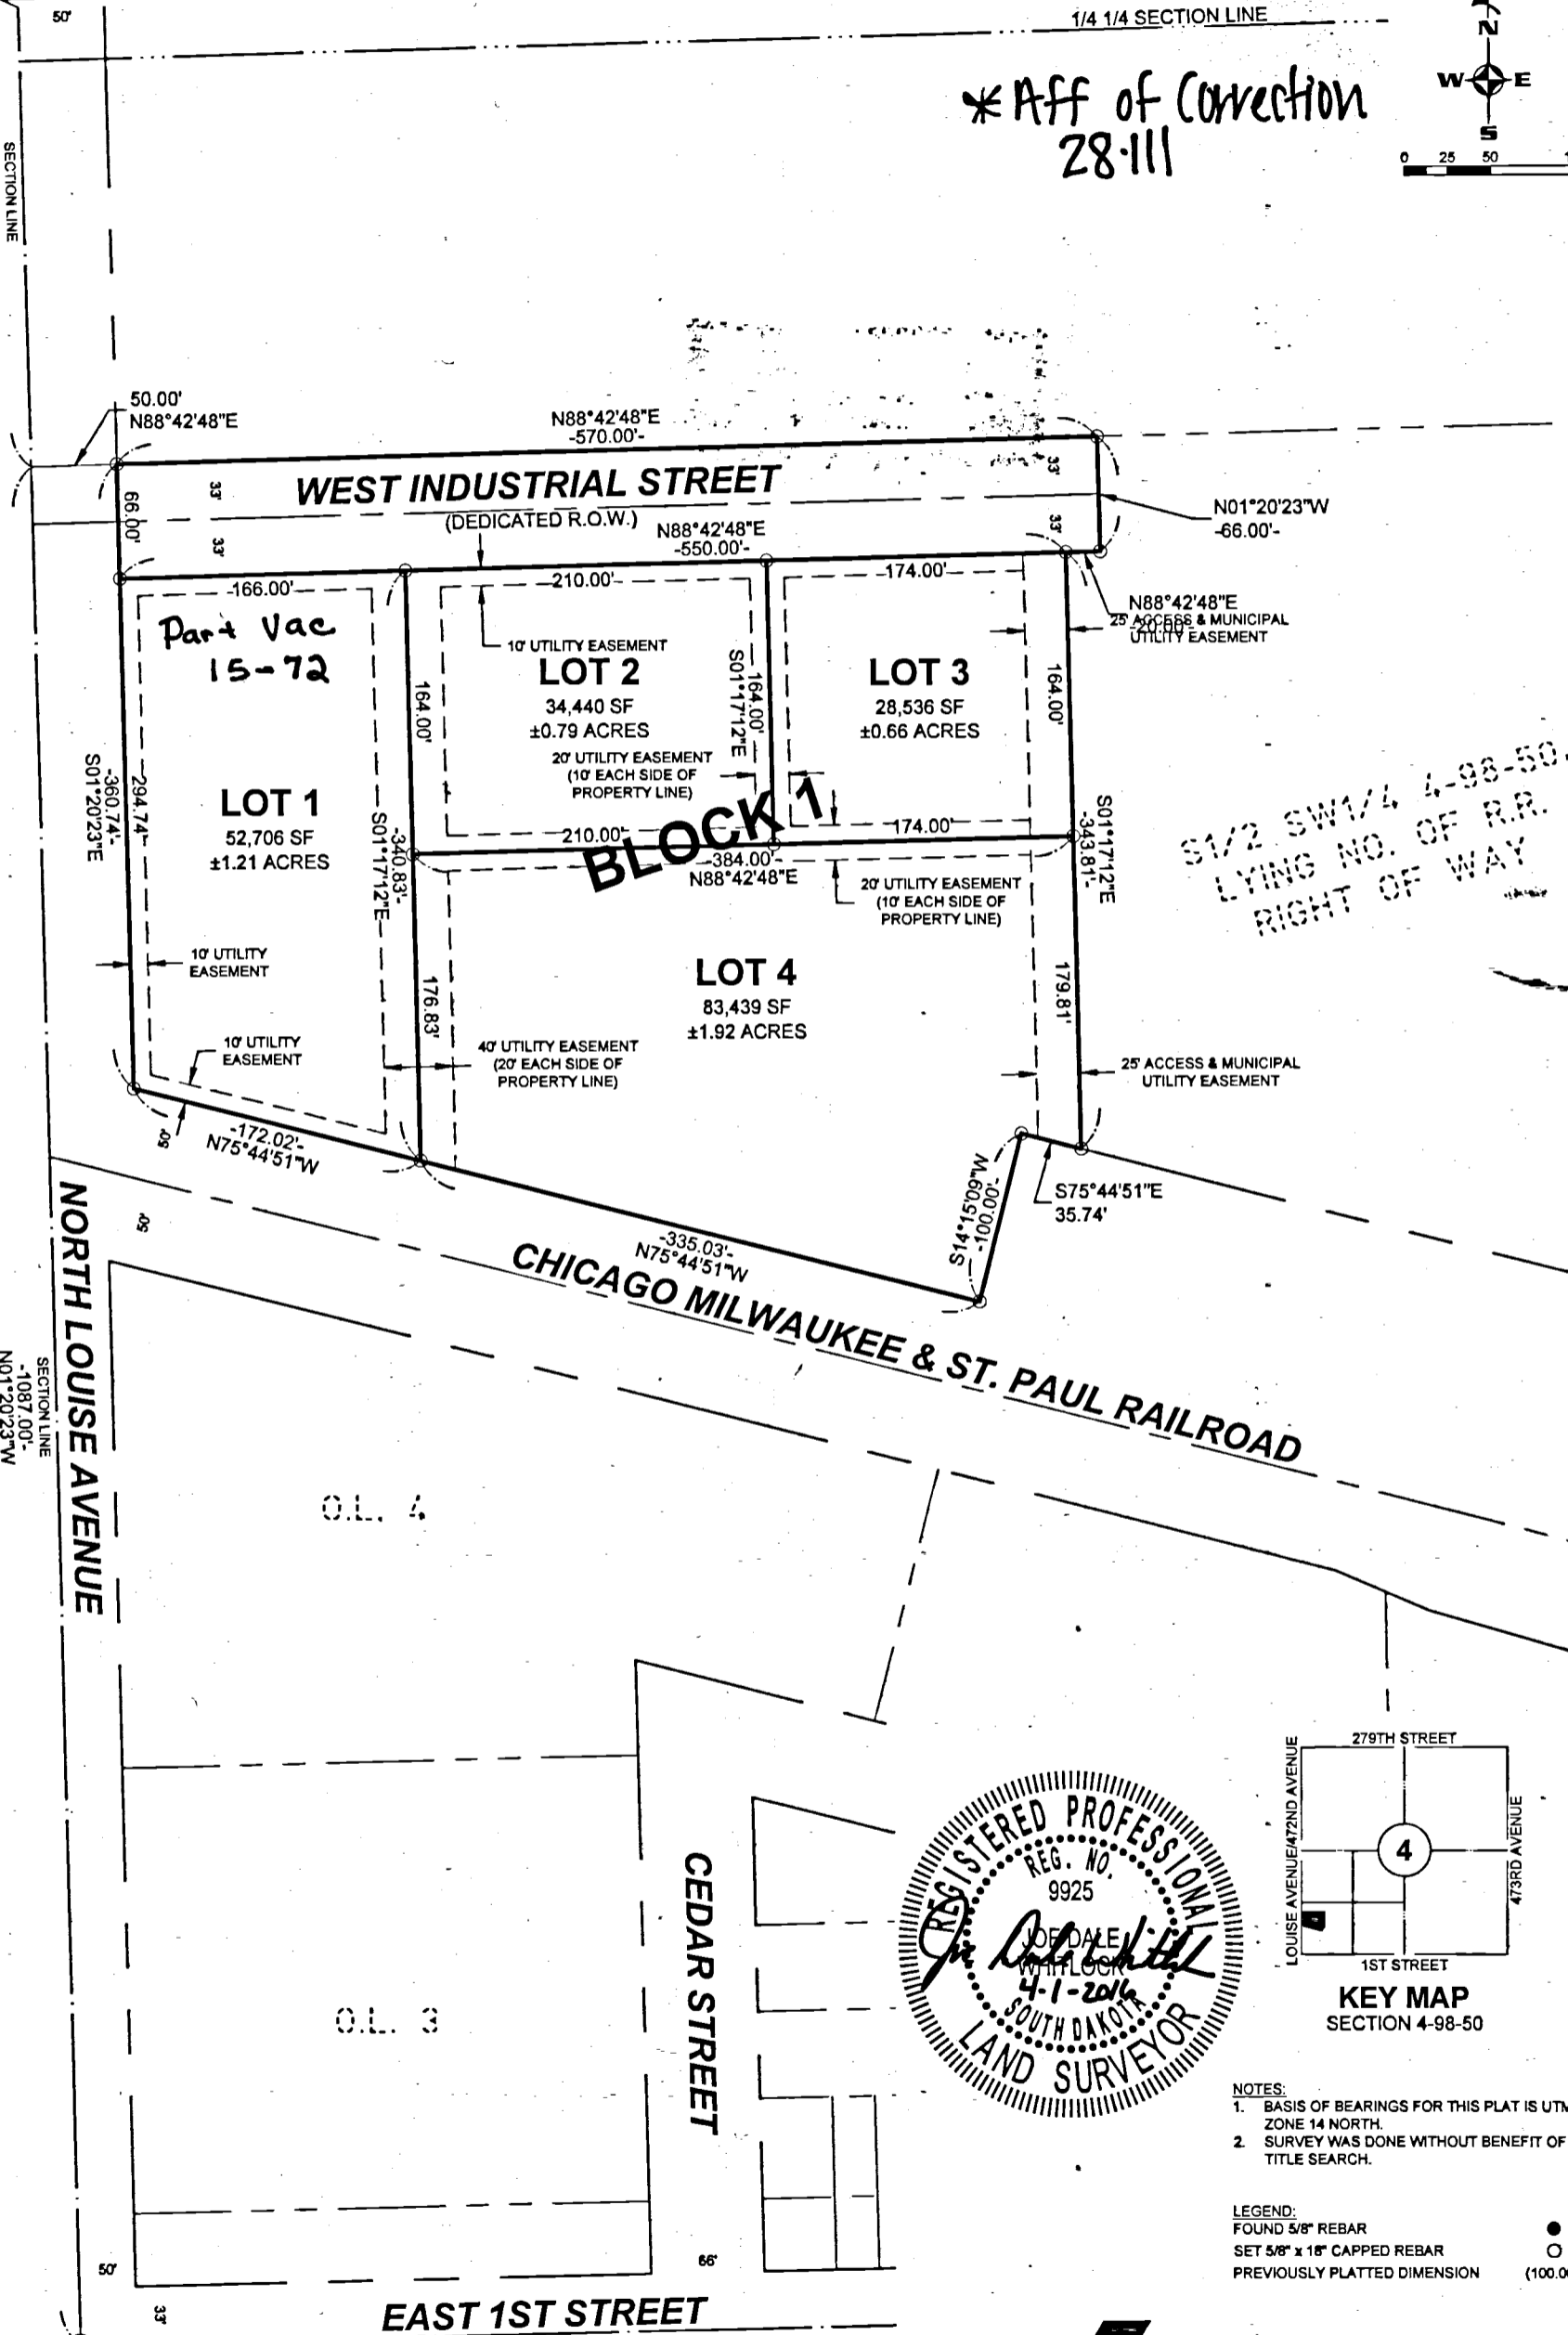 50'
1/4 1/4 SECTION LINE
N
W E
S
0 25 50
*Aff of Correction
28-111
SECTION LINE
50.00'
N88°42'48"E
N88°42'48"E
-570.00'-
33'
33'
WEST INDUSTRIAL STREET
(DEDICATED R.O.W.)
66.00'
33'
33'
N88°42'48"E
-550.00'-
N01°20'23"W
-66.00'-
-166.00'-
-210.00'-
-174.00'-
N88°42'48"E
-20.00'-
25' ACCESS & MUNICIPAL
UTILITY EASEMENT
Part Vac
15-72
10' UTILITY EASEMENT
LOT 2
34,440 SF
±0.79 ACRES
LOT 3
28,536 SF
±0.66 ACRES
164.00'
164.00'
S01°17'12"E
164.00'
20' UTILITY EASEMENT
(10' EACH SIDE OF
PROPERTY LINE)
LOT 1
52,706 SF
±1.21 ACRES
294.74'
-360.74'-
S01°20'23"E
-340.83'-
S01°17'12"E
BLOCK 1
210.00'
-174.00'
-384.00'-
N88°42'48"E
S01°17'12"E
-343.81'-
20' UTILITY EASEMENT
(10' EACH SIDE OF
PROPERTY LINE)
S1/2 SW1/4 4-98-50
LYING NO. OF R.R.
RIGHT OF WAY
10' UTILITY
EASEMENT
LOT 4
83,439 SF
±1.92 ACRES
176.83'
179.81'
10' UTILITY
EASEMENT
40' UTILITY EASEMENT
(20' EACH SIDE OF
PROPERTY LINE)
25' ACCESS & MUNICIPAL
UTILITY EASEMENT
50'
-172.02'-
N75°44'51"W
S14°15'09"W
-100.00'-
S75°44'51"E
35.74'
50'
-335.03'-
N75°44'51"W
CHICAGO MILWAUKEE & ST. PAUL RAILROAD
NORTH LOUISE AVENUE
SECTION LINE
-1087.00'-
N01°20'23"W
O.L. 4
O.L. 3
CEDAR STREET
REGISTERED PROFESSIONAL
REG. NO.
9925
JOE DALE
WHITLOCK
4-1-2016
SOUTH DAKOTA
LAND SURVEYOR
279TH STREET
LOUISE AVENUE/472ND AVENUE
4
473RD AVENUE
1ST STREET
KEY MAP
SECTION 4-98-50
NOTES:
1. BASIS OF BEARINGS FOR THIS PLAT IS UTM
ZONE 14 NORTH.
2. SURVEY WAS DONE WITHOUT BENEFIT OF
TITLE SEARCH.
LEGEND:
FOUND 5/8" REBAR
SET 5/8" x 18" CAPPED REBAR
PREVIOUSLY PLATTED DIMENSION (100.0
50'
66'
33'
EAST 1ST STREET